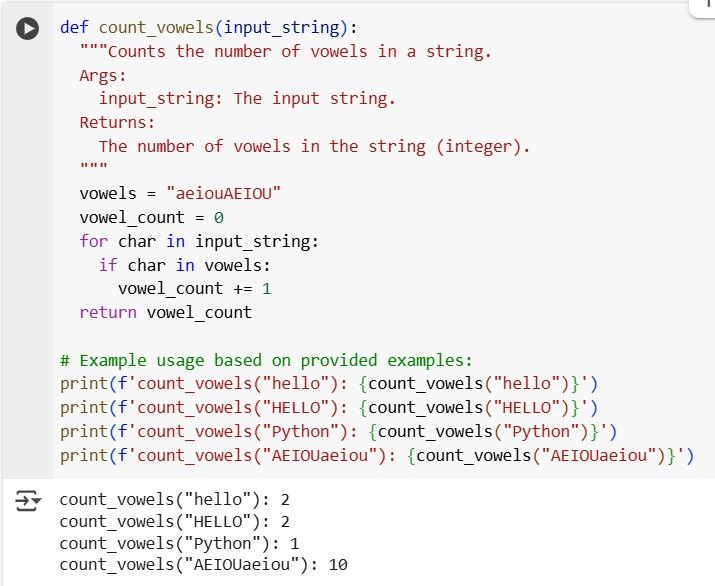 def count_vowels(input_string):
  """Counts the number of vowels in a string.
  Args:
    input_string: The input string.
  Returns:
    The number of vowels in the string (integer).
  """
  vowels = "aeiouAEIOU"
  vowel_count = 0
  for char in input_string:
    if char in vowels:
      vowel_count += 1
  return vowel_count

# Example usage based on provided examples:
print(f'count_vowels("hello"): {count_vowels("hello")}')
print(f'count_vowels("HELLO"): {count_vowels("HELLO")}')
print(f'count_vowels("Python"): {count_vowels("Python")}')
print(f'count_vowels("AEIOUaeiou"): {count_vowels("AEIOUaeiou")}')
count_vowels("hello"): 2
count_vowels("HELLO"): 2
count_vowels("Python"): 1
count_vowels("AEIOUaeiou"): 10